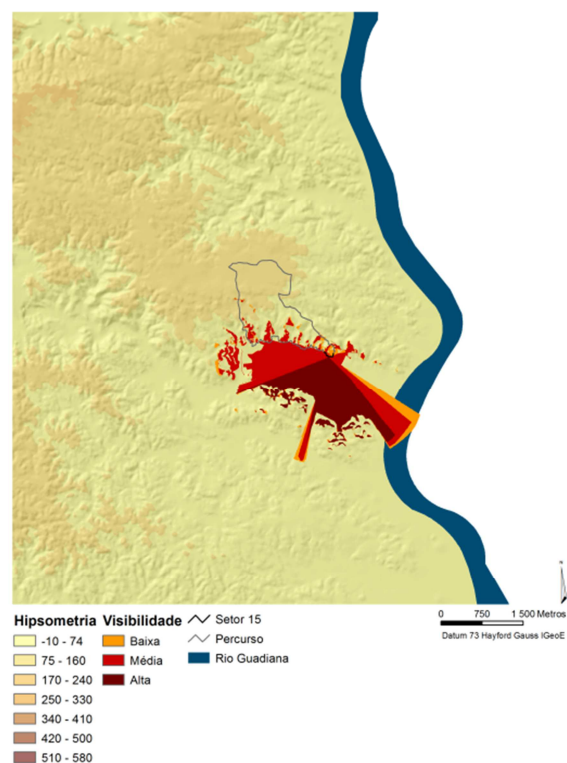 Hipsometria
-10 - 74
75 - 160
170 - 240
250 - 330
340 - 410
420 - 500
510 - 580
Visibilidade
Baixa
Média
Alta
Setor 15
Percurso
Rio Guadiana
N
0 750 1 500 Metros
Datum 73 Hayford Gauss IGeoE